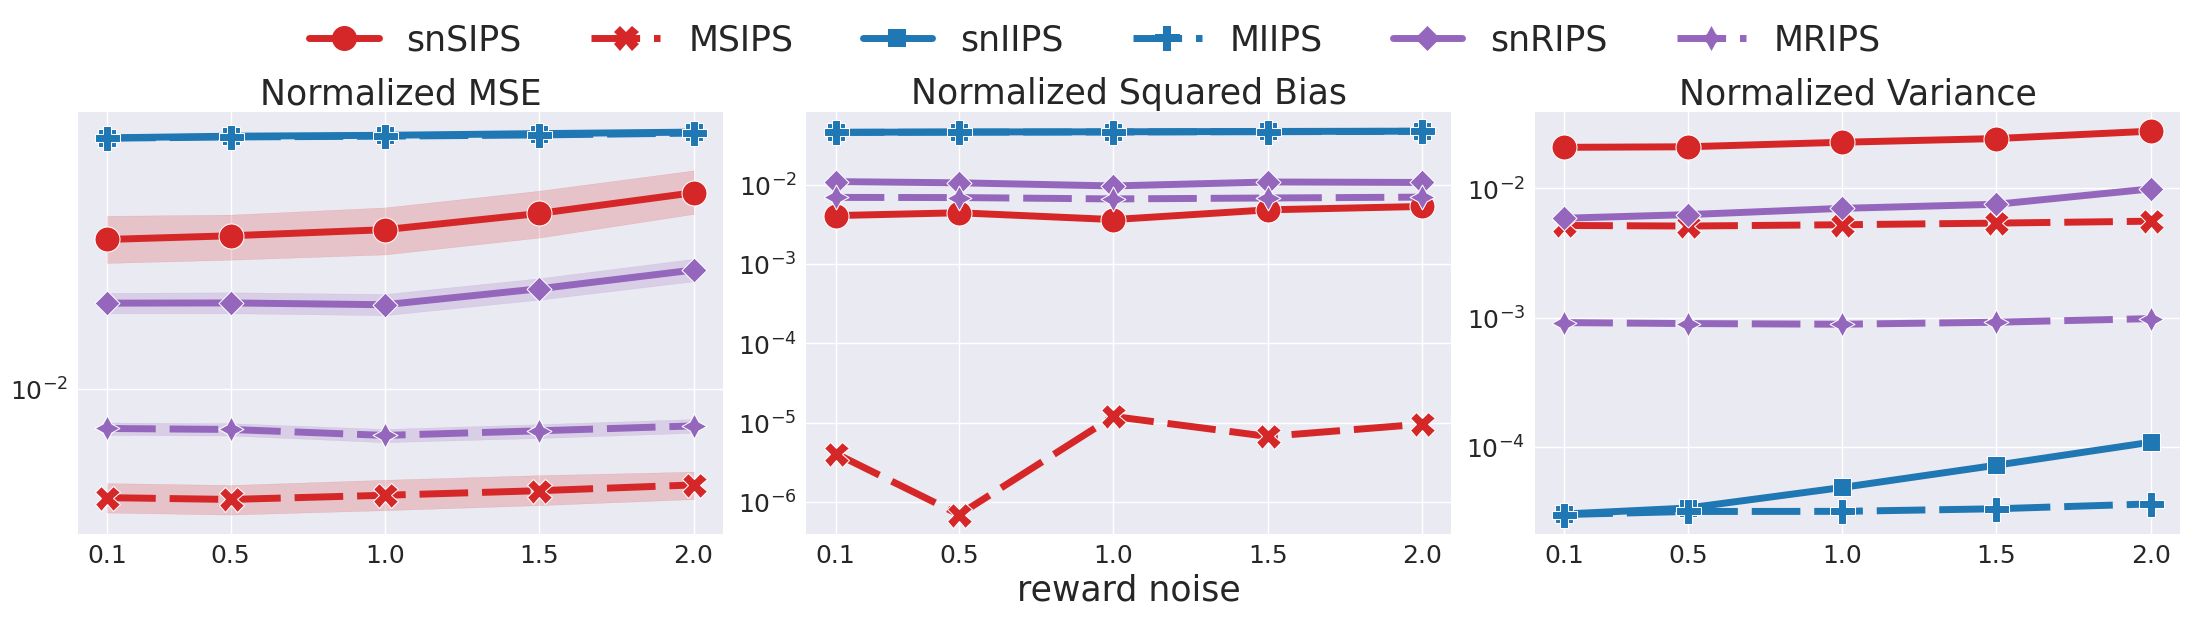 snSIPS MSIPS snIIPS MIIPS snRIPS MRIPS
Normalized MSE
10⁻²
0.1 0.5 1.0 1.5 2.0
Normalized Squared Bias
10⁻²
10⁻³
10⁻⁴
10⁻⁵
10⁻⁶
0.1 0.5 1.0 1.5 2.0
reward noise
Normalized Variance
10⁻²
10⁻³
10⁻⁴
0.1 0.5 1.0 1.5 2.0